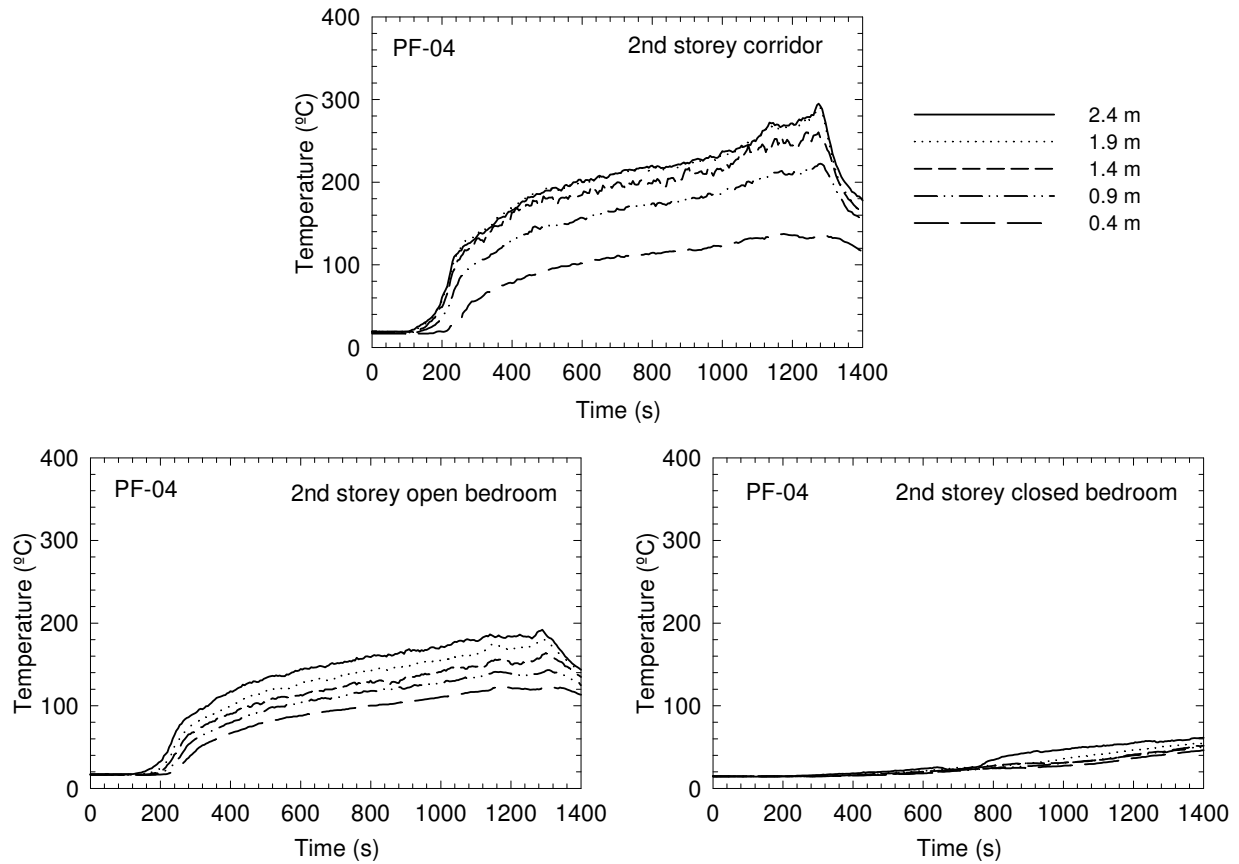 PF-04 2nd storey corridor
Temperature (ºC)
400
300
200
100
0
0 200 400 600 800 1000 1200 1400
Time (s)
2.4 m
1.9 m
1.4 m
0.9 m
0.4 m
PF-04 2nd storey open bedroom
Temperature (ºC)
400
300
200
100
0
0 200 400 600 800 1000 1200 1400
Time (s)
PF-04 2nd storey closed bedroom
Temperature (ºC)
400
300
200
100
0
0 200 400 600 800 1000 1200 1400
Time (s)